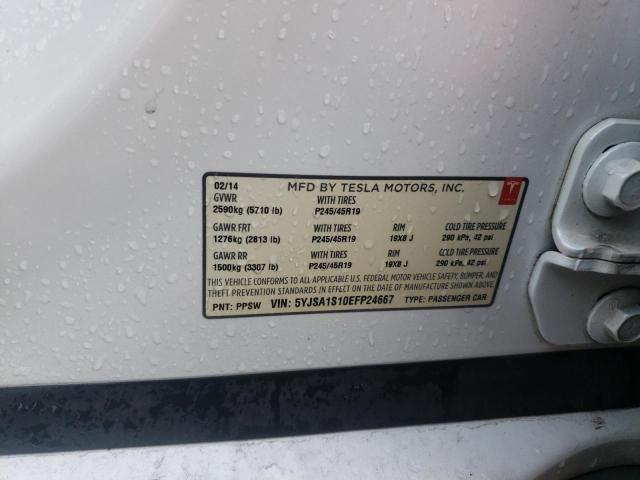 02/14 MFD BY TESLA MOTORS, INC.
GVWR WITH TIRES
2590kg (5710 lb) P245/45R19
GAWR FRT WITH TIRES RIM COLD TIRE PRESSURE
1276kg (2813 lb) P245/45R19 19X8 J 290 kPa, 42 psi
GAWR RR WITH TIRES RIM COLD TIRE PRESSURE
1500kg (3307 lb) P245/45R19 19X8 J 290 kPa, 42 psi
THIS VEHICLE CONFORMS TO ALL APPLICABLE U.S. FEDERAL MOTOR VEHICLE SAFETY, BUMPER, AND
THEFT PREVENTION STANDARDS IN EFFECT ON THE DATE OF MANUFACTURE SHOWN ABOVE.
PNT: PPSW VIN: 5YJSA1S10EFP24667 TYPE: PASSENGER CAR